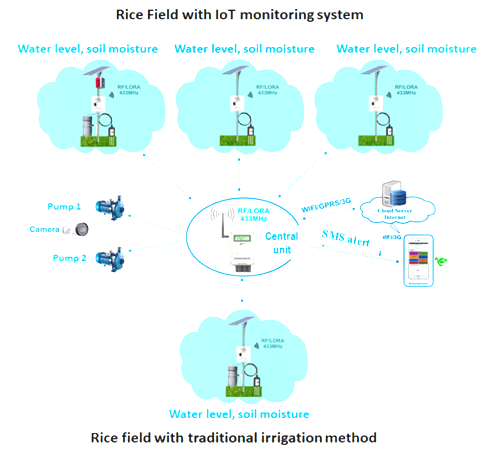 Rice Field with IoT monitoring system
Water level, soil moisture
Water level, soil moisture
Water level, soil moisture
RF/LORA
433MHz
RF/LORA
433MHz
RF/LORA
433MHz
Pump 1
Camera
Pump 2
RF/LORA
433MHz
Central
unit
WIFI/GPRS/3G
Cloud Server
Internet
WIFI/3G
SMS alert
RF/LORA
433MHz
Water level, soil moisture
Rice field with traditional irrigation method